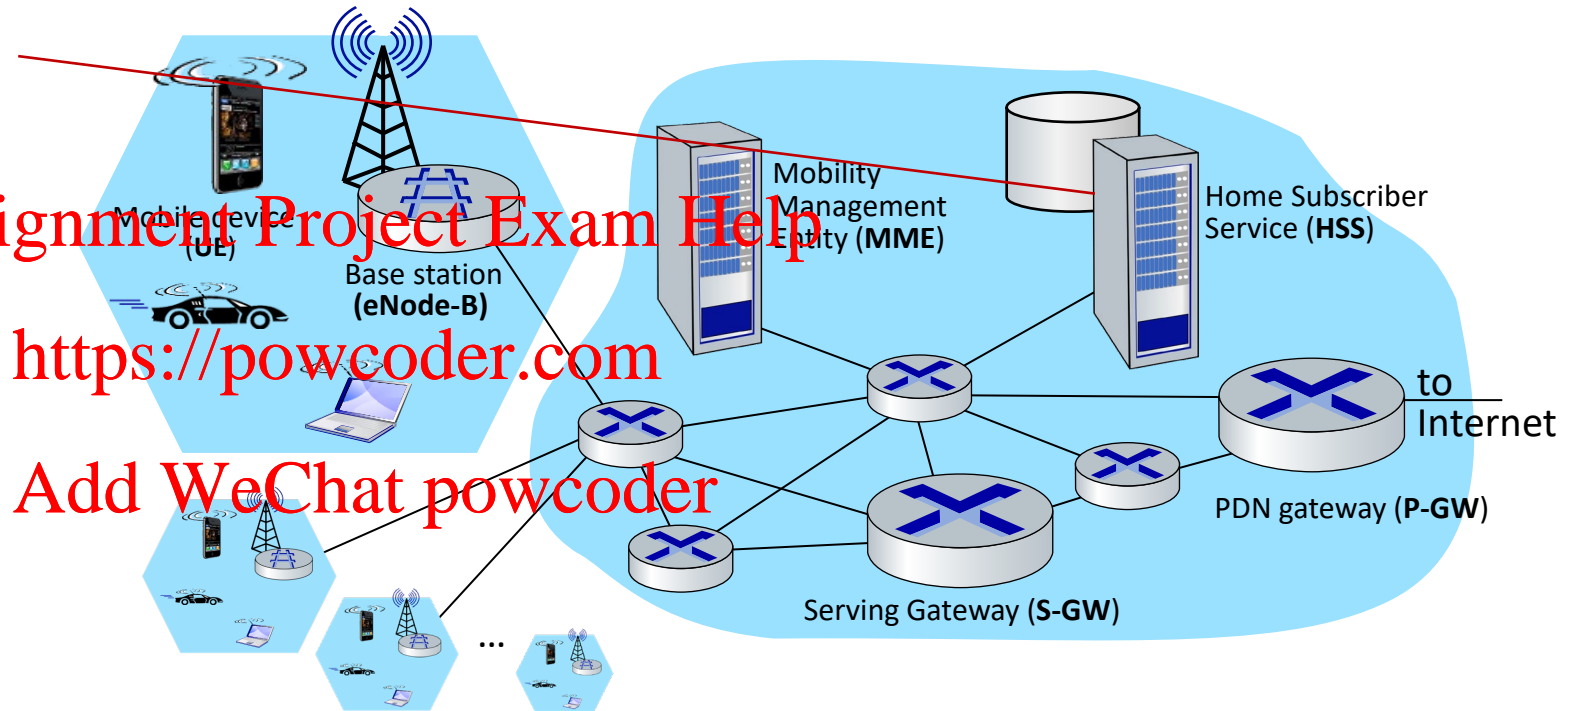 Mobile device
(UE)
Base station
(eNode-B)
Mobility
Management
Entity (MME)
Home Subscriber
Service (HSS)
ignment Project Exam Help
https://powcoder.com
Add WeChat powcoder
to
Internet
PDN gateway (P-GW)
Serving Gateway (S-GW)
...